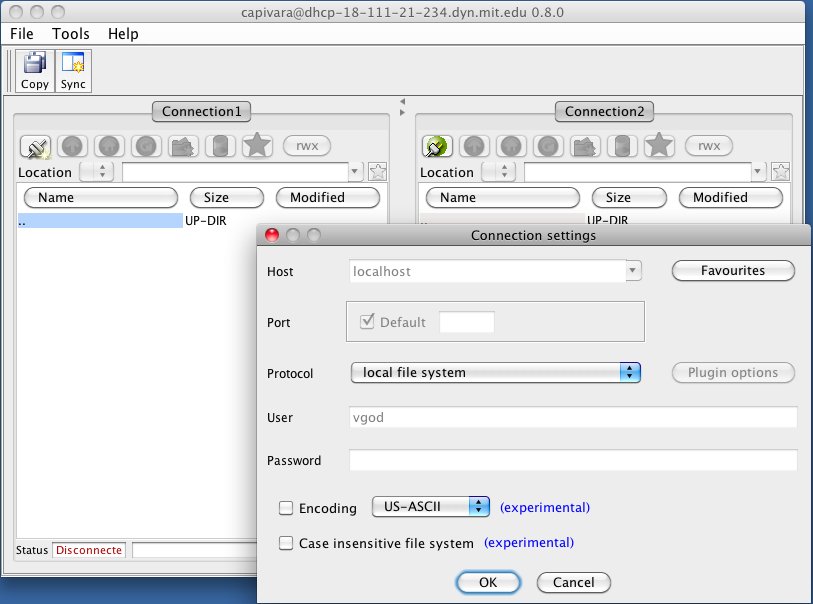 capivara@dhcp-18-111-21-234.dyn.mit.edu 0.8.0
File Tools Help
Copy Sync
Connection1
rwx
Location
Name Size Modified
.. UP-DIR
Status Disconnecte
Connection2
rwx
Location
Name Size Modified
.. UP-DIR
Connection settings
Host localhost Favourites
Port Default
Protocol local file system Plugin options
User vgod
Password
Encoding US-ASCII (experimental)
Case insensitive file system (experimental)
OK Cancel